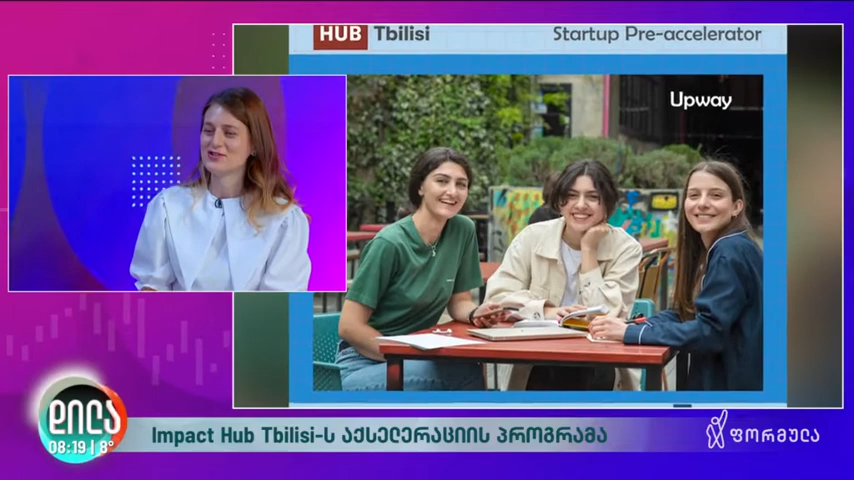 HUB Tbilisi
Startup Pre-accelerator
Upway
დილა
08:19 | 8°
Impact Hub Tbilisi-ს აქსელერაციის პროგრამა
ფორმულა